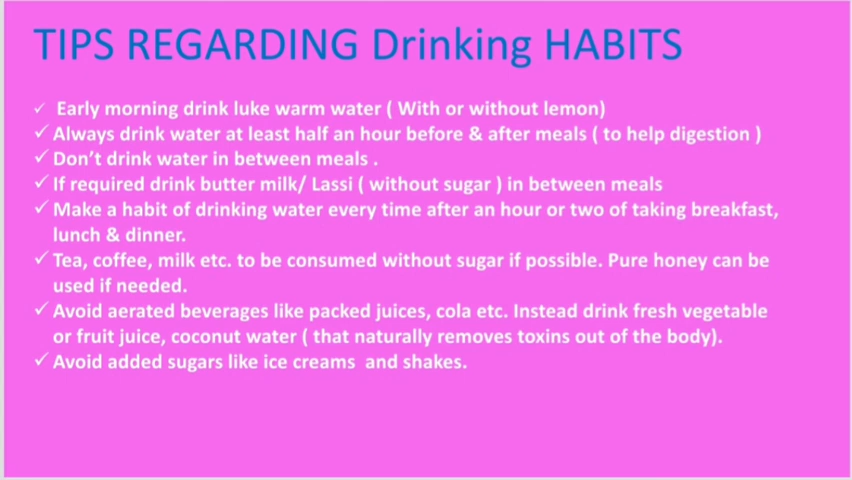 TIPS REGARDING Drinking HABITS
✓ Early morning drink luke warm water ( With or without lemon)
✓ Always drink water at least half an hour before & after meals ( to help digestion )
✓ Don’t drink water in between meals .
✓ If required drink butter milk/ Lassi ( without sugar ) in between meals
✓ Make a habit of drinking water every time after an hour or two of taking breakfast,
lunch & dinner.
✓ Tea, coffee, milk etc. to be consumed without sugar if possible. Pure honey can be
used if needed.
✓ Avoid aerated beverages like packed juices, cola etc. Instead drink fresh vegetable
or fruit juice, coconut water ( that naturally removes toxins out of the body).
✓ Avoid added sugars like ice creams and shakes.